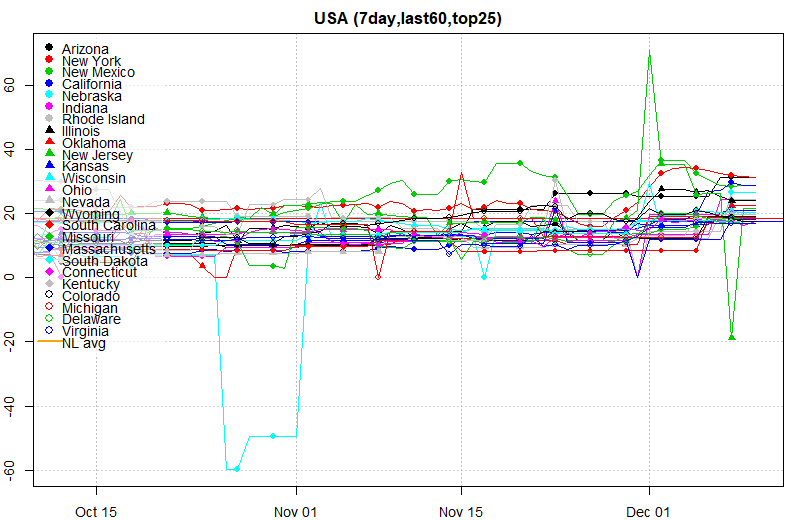 USA (7day,last60,top25)
Arizona
New York
New Mexico
California
Nebraska
Indiana
Rhode Island
Illinois
Oklahoma
New Jersey
Kansas
Wisconsin
Ohio
Nevada
Wyoming
South Carolina
Missouri
Massachusetts
South Dakota
Connecticut
Kentucky
Colorado
Michigan
Delaware
Virginia
NL avg
60
40
20
0
-20
-40
-60
Oct 15 Nov 01 Nov 15 Dec 01